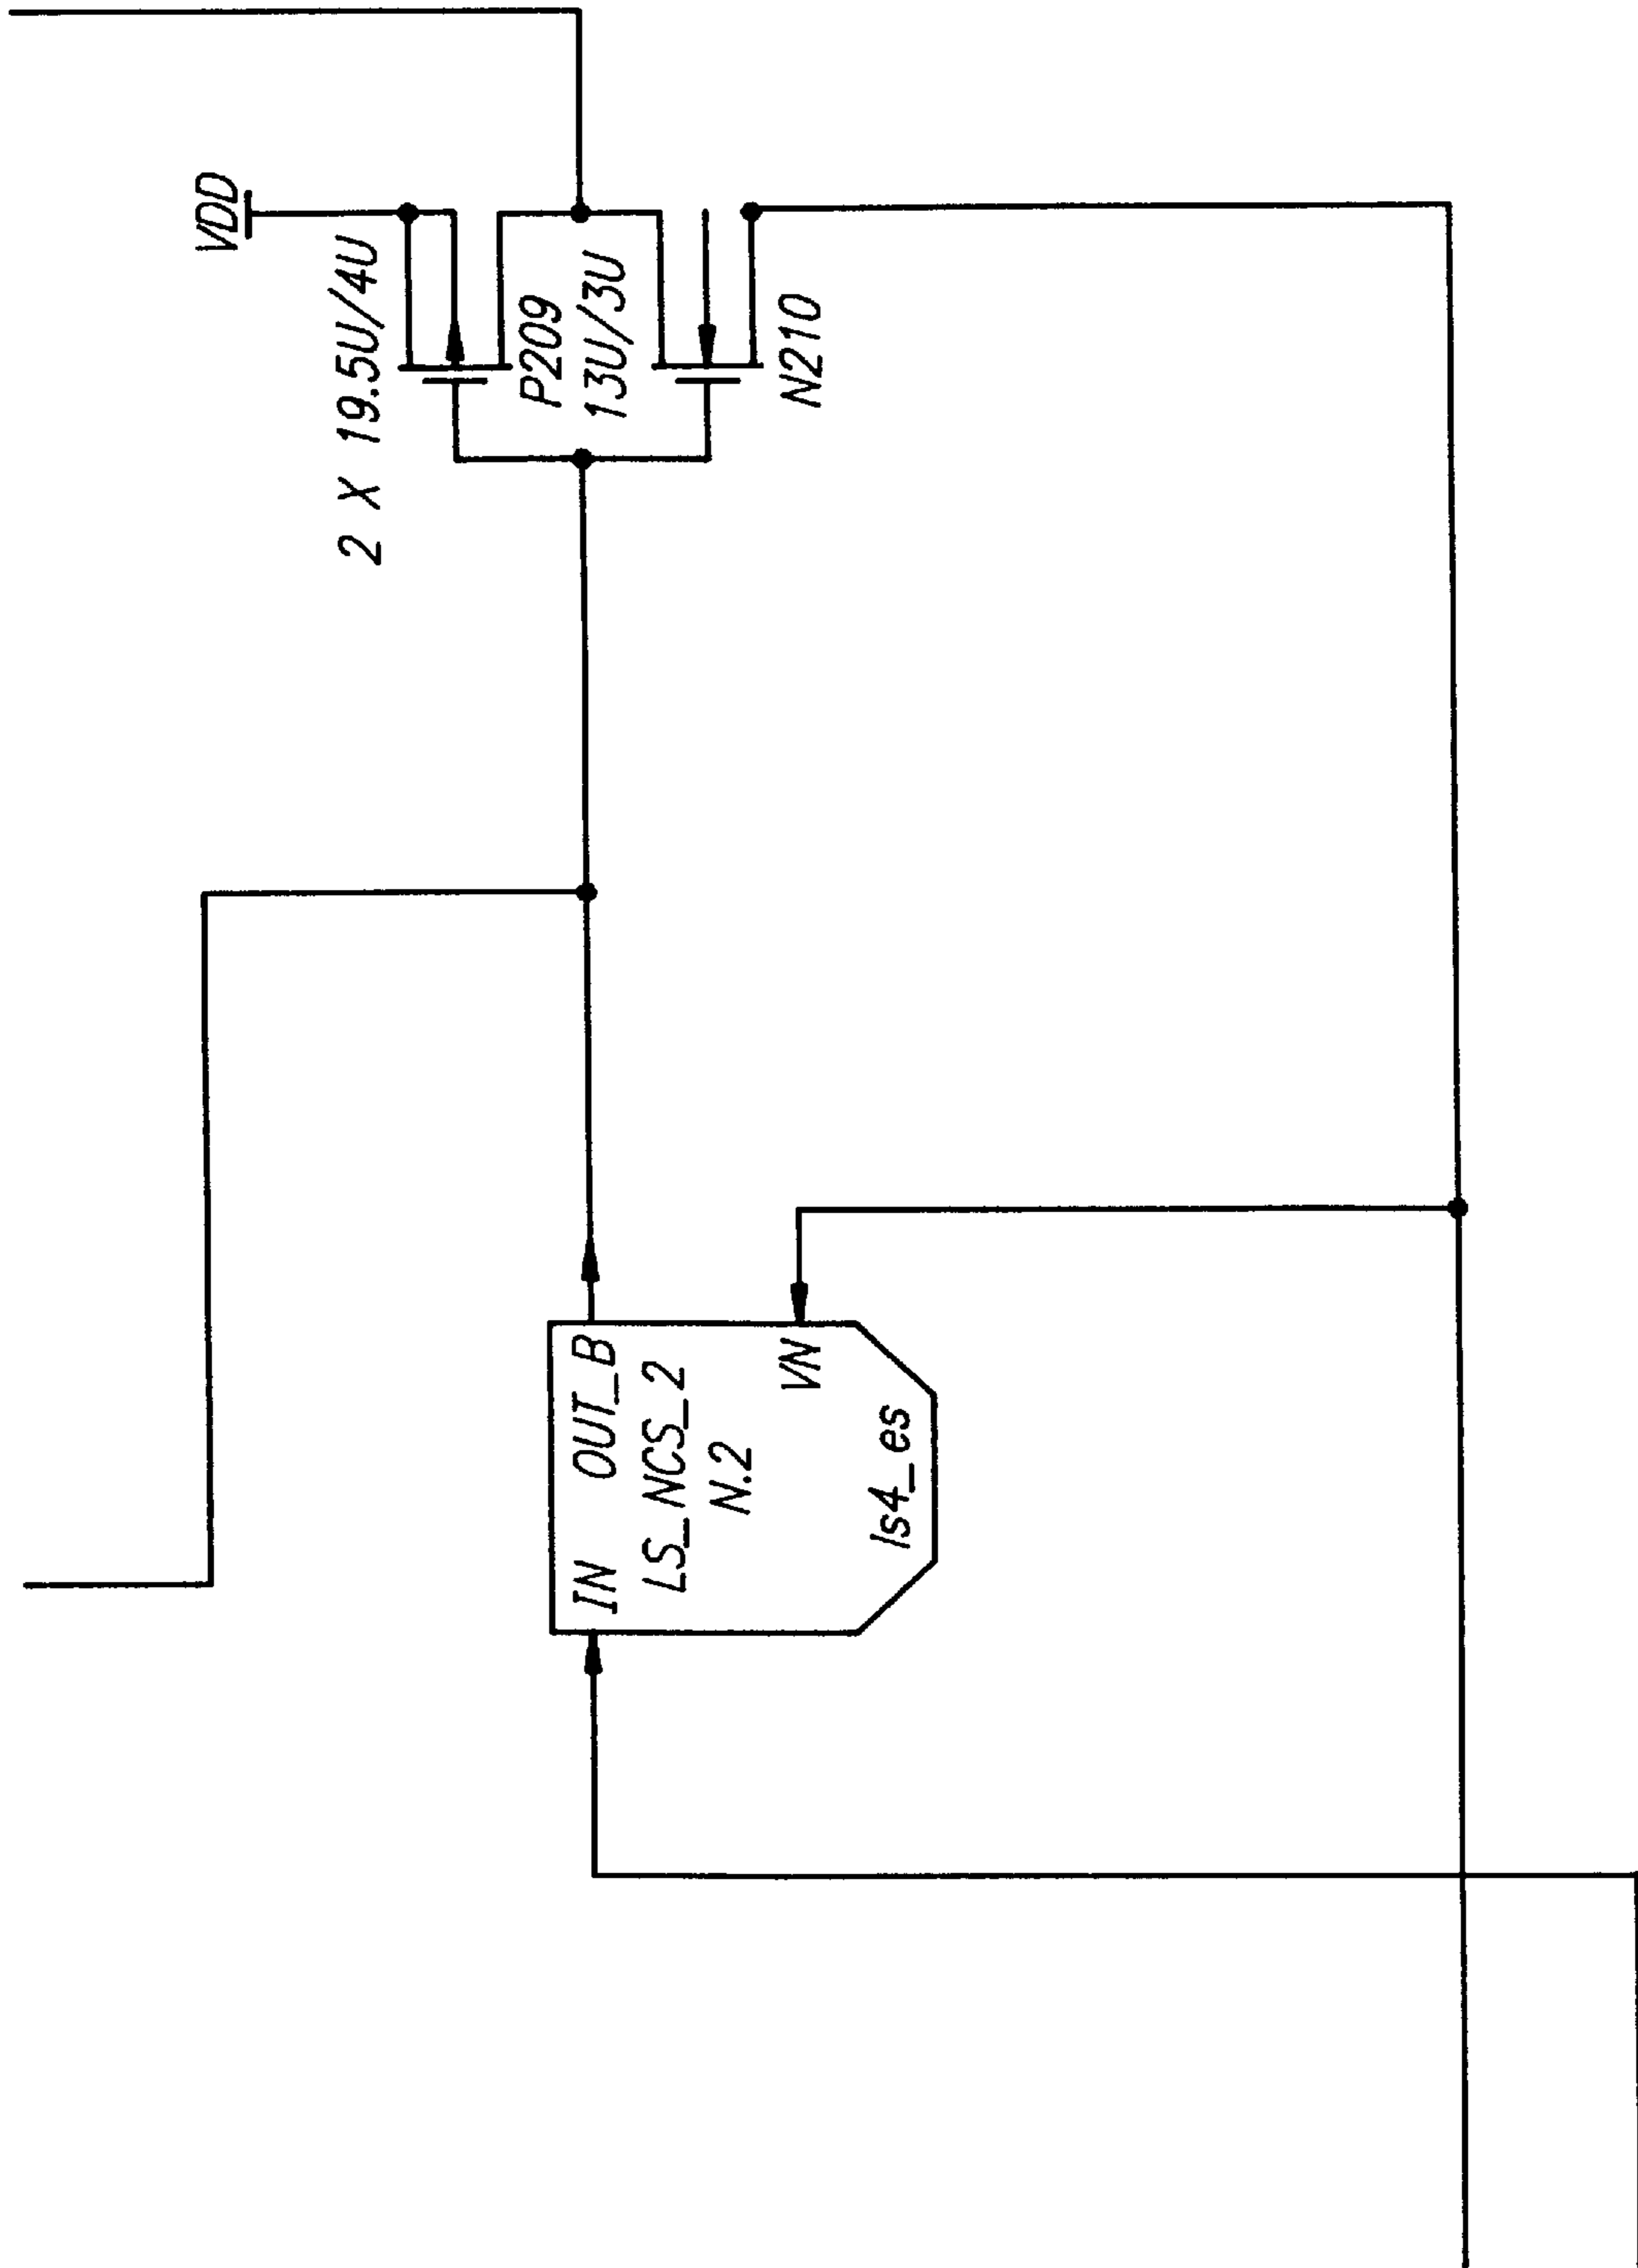 VDD
2 X 19.5U/4U
P209
13U/3U
N210
IN OUT_B
LS_NCS_2
N.2
VN
ls4_es